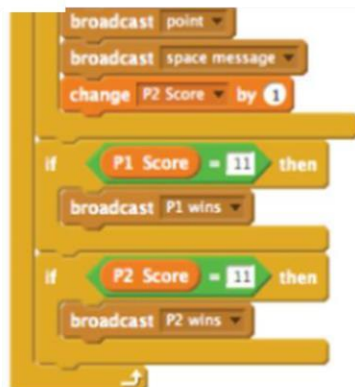 broadcast point
broadcast space message
change P2 Score by 1
if P1 Score = 11 then
broadcast P1 wins
if P2 Score = 11 then
broadcast P2 wins